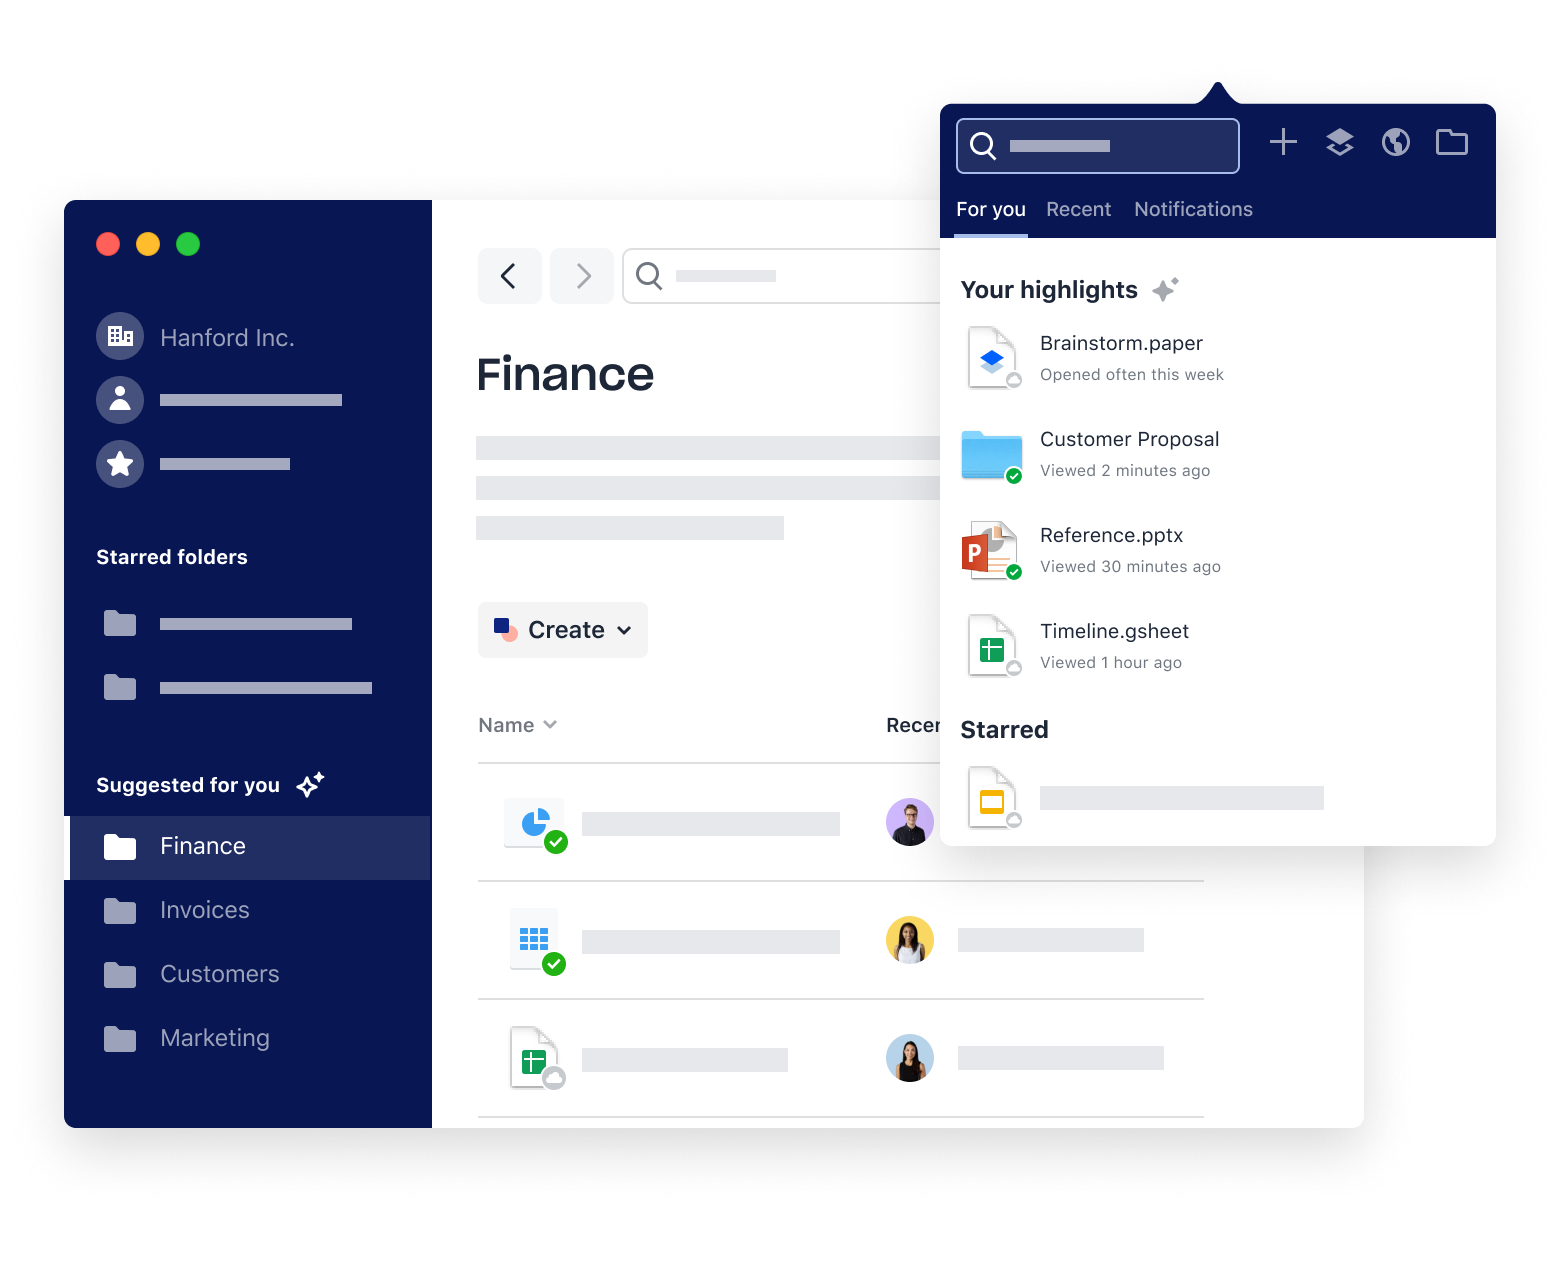 Hanford Inc.
Starred folders
Suggested for you
Finance
Invoices
Customers
Marketing
Finance
Create
Name
Recen
For you
Recent
Notifications
Your highlights
Brainstorm.paper
Opened often this week
Customer Proposal
Viewed 2 minutes ago
P
Reference.pptx
Viewed 30 minutes ago
Timeline.gsheet
Viewed 1 hour ago
Starred